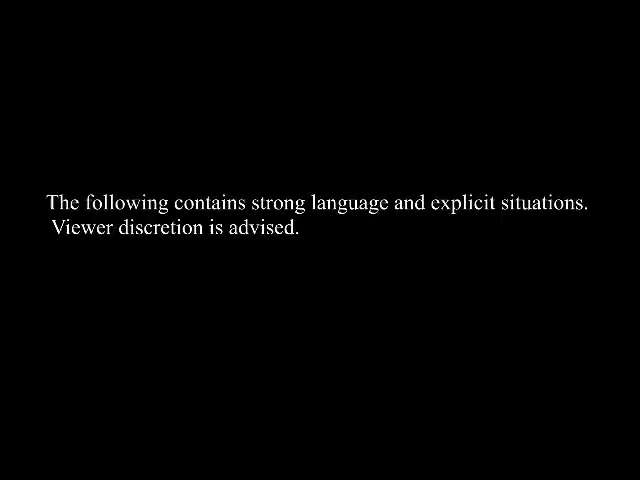 The following contains strong language and explicit situations.
Viewer discretion is advised.